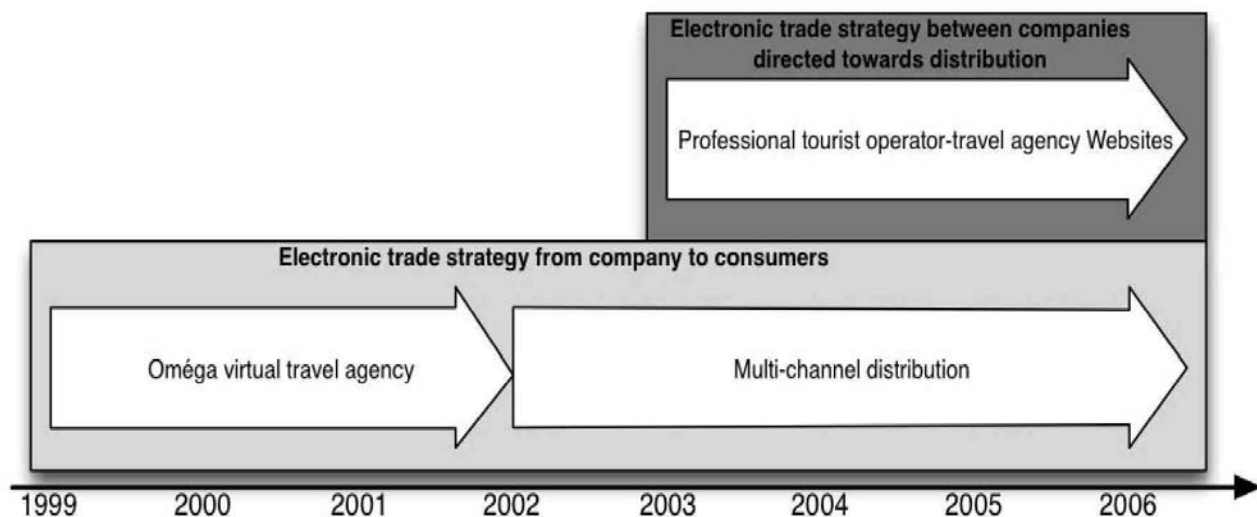 Electronic trade strategy between companies
directed towards distribution
Professional tourist operator-travel agency Websites
Electronic trade strategy from company to consumers
Oméga virtual travel agency
Multi-channel distribution
1999 2000 2001 2002 2003 2004 2005 2006